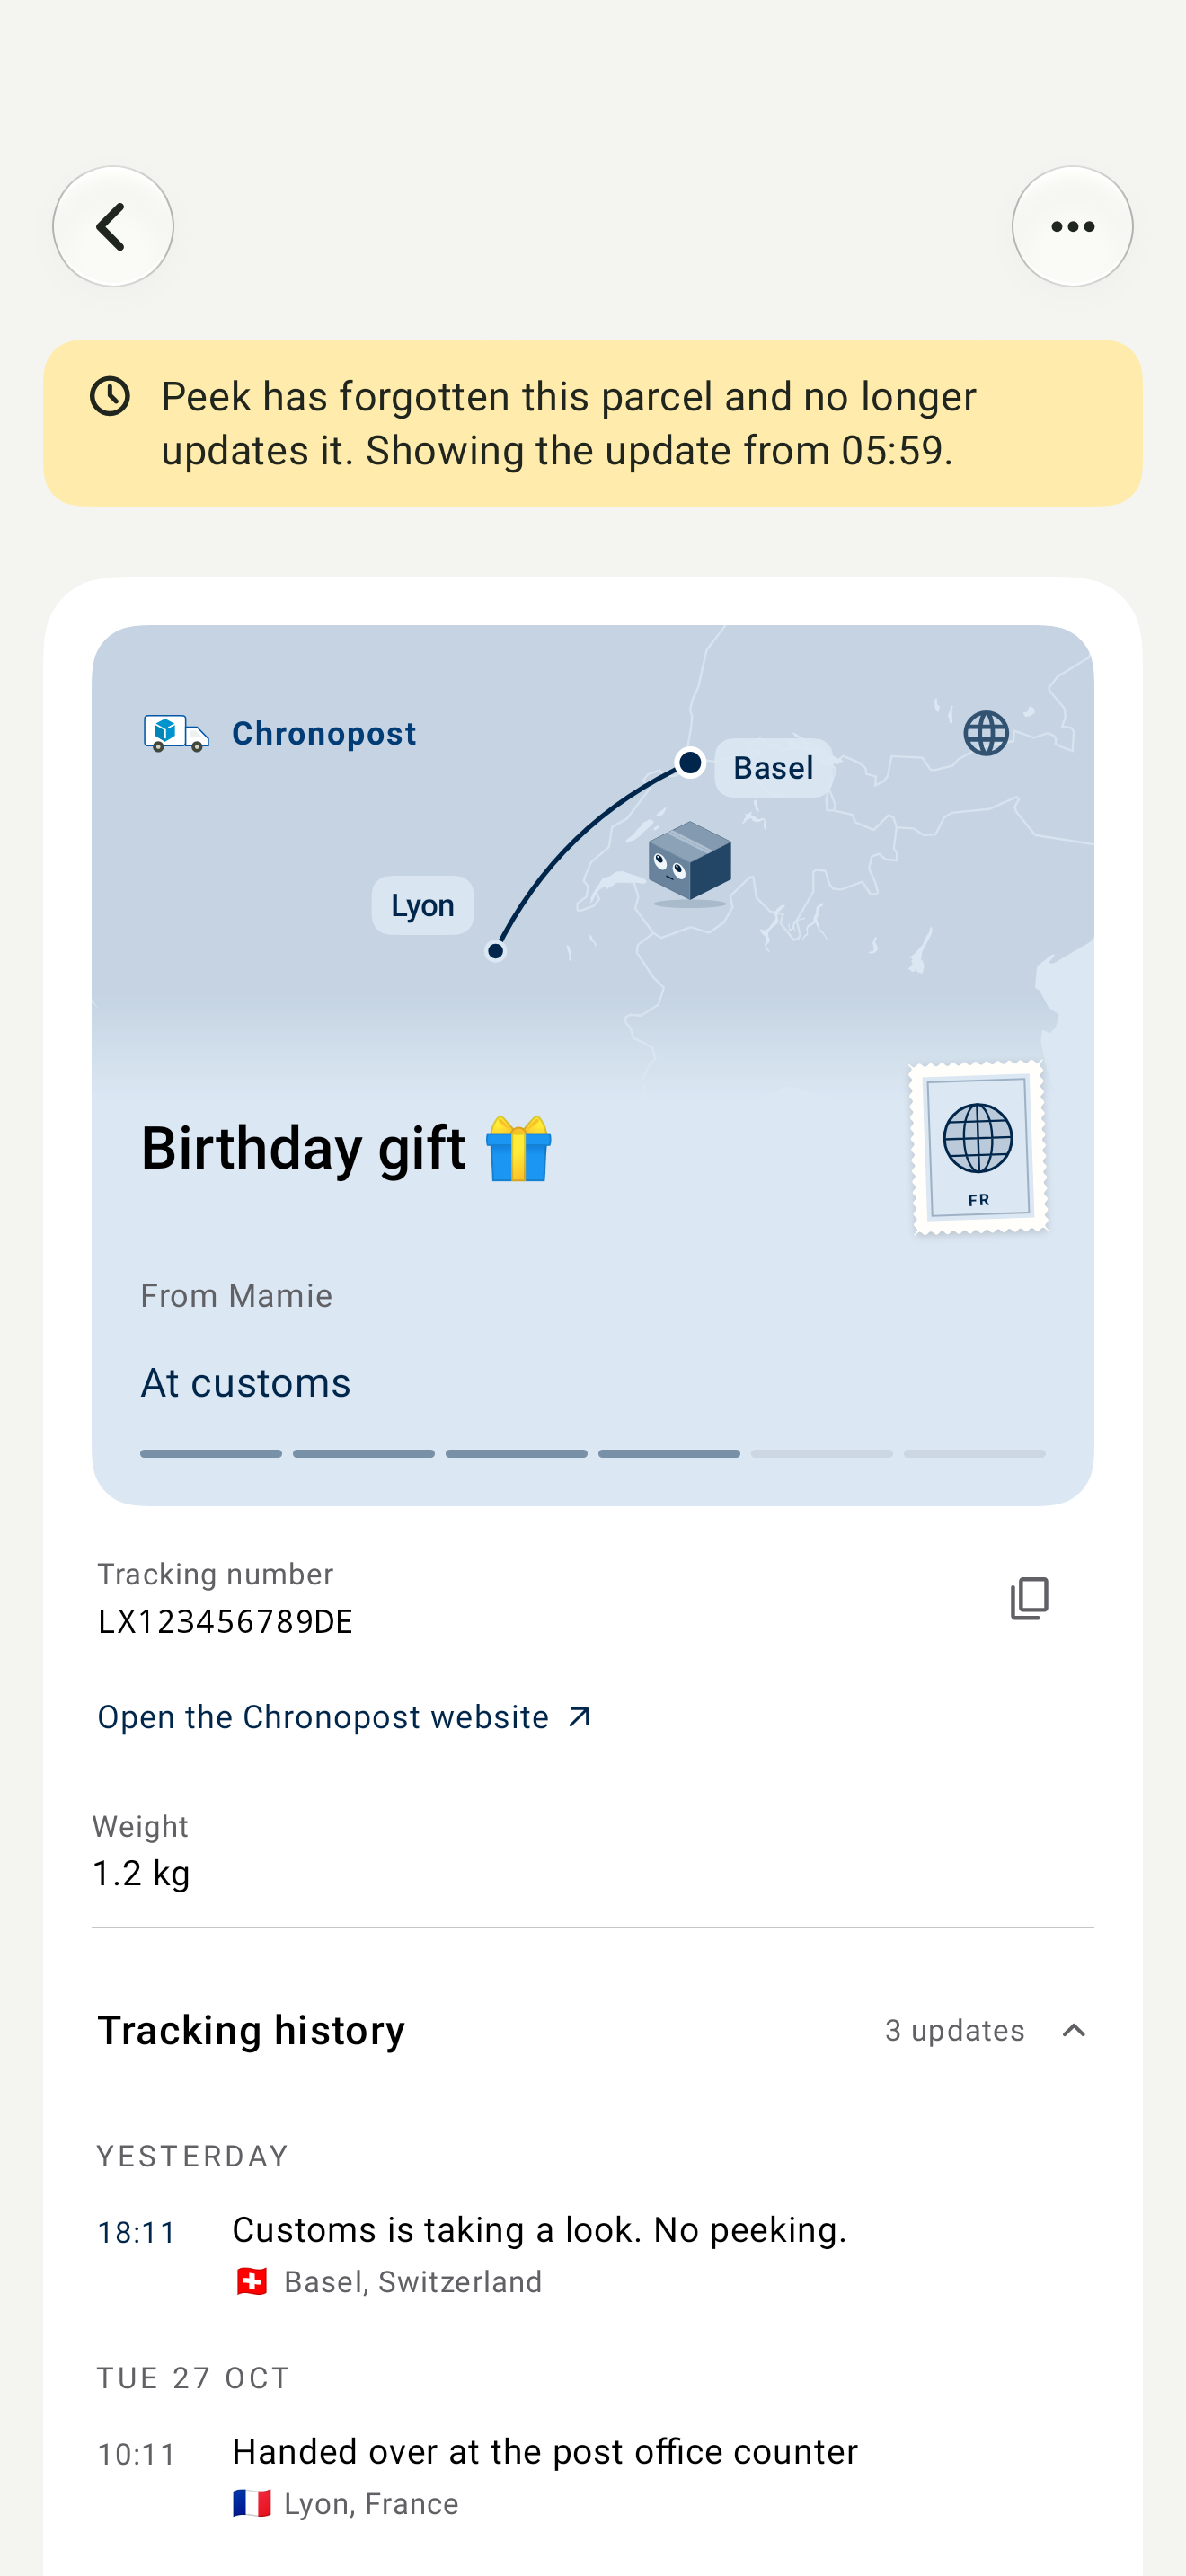 Peek has forgotten this parcel and no longer
updates it. Showing the update from 05:59.
Chronopost
Basel
Lyon
Birthday gift 🎁
FR
From Mamie
At customs
Tracking number
LX123456789DE
Open the Chronopost website
Weight
1.2 kg
Tracking history
3 updates
YESTERDAY
18:11
Customs is taking a look. No peeking.
🇨🇭 Basel, Switzerland
TUE 27 OCT
10:11
Handed over at the post office counter
🇫🇷 Lyon, France